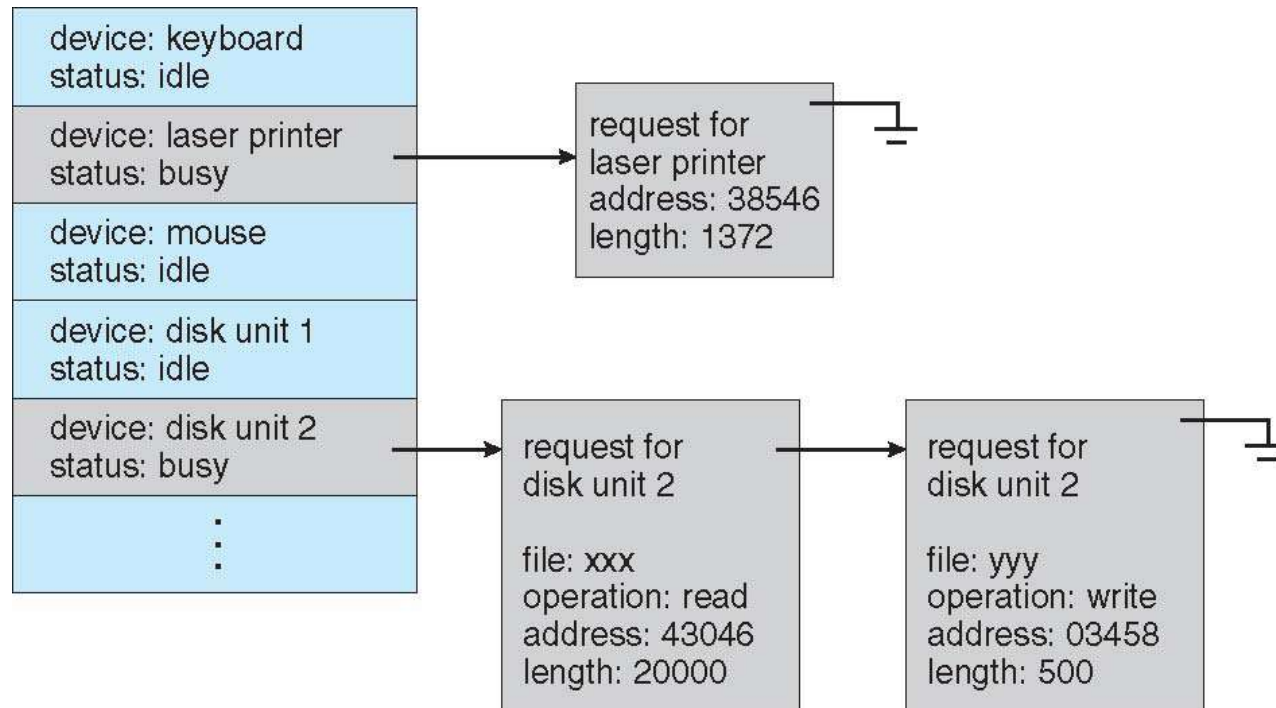 device: keyboard
status: idle
device: laser printer
status: busy
device: mouse
status: idle
device: disk unit 1
status: idle
device: disk unit 2
status: busy
request for
laser printer
address: 38546
length: 1372
request for
disk unit 2
file: xxx
operation: read
address: 43046
length: 20000
request for
disk unit 2
file: yyy
operation: write
address: 03458
length: 500